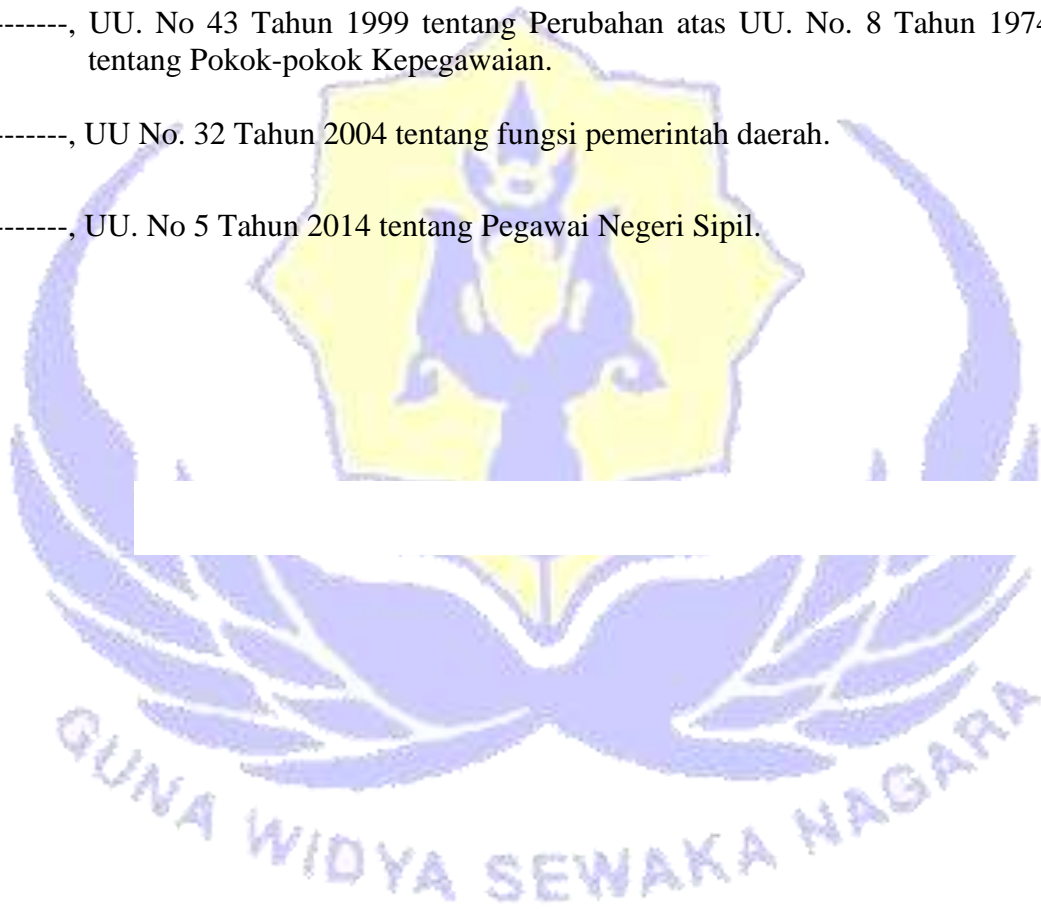 -------, UU. No 43 Tahun 1999 tentang Perubahan atas UU. No. 8 Tahun 1974
tentang Pokok-pokok Kepegawaian.
-------, UU No. 32 Tahun 2004 tentang fungsi pemerintah daerah.
-------, UU. No 5 Tahun 2014 tentang Pegawai Negeri Sipil.
GUNA WIDYA SEWAKA NAGARA